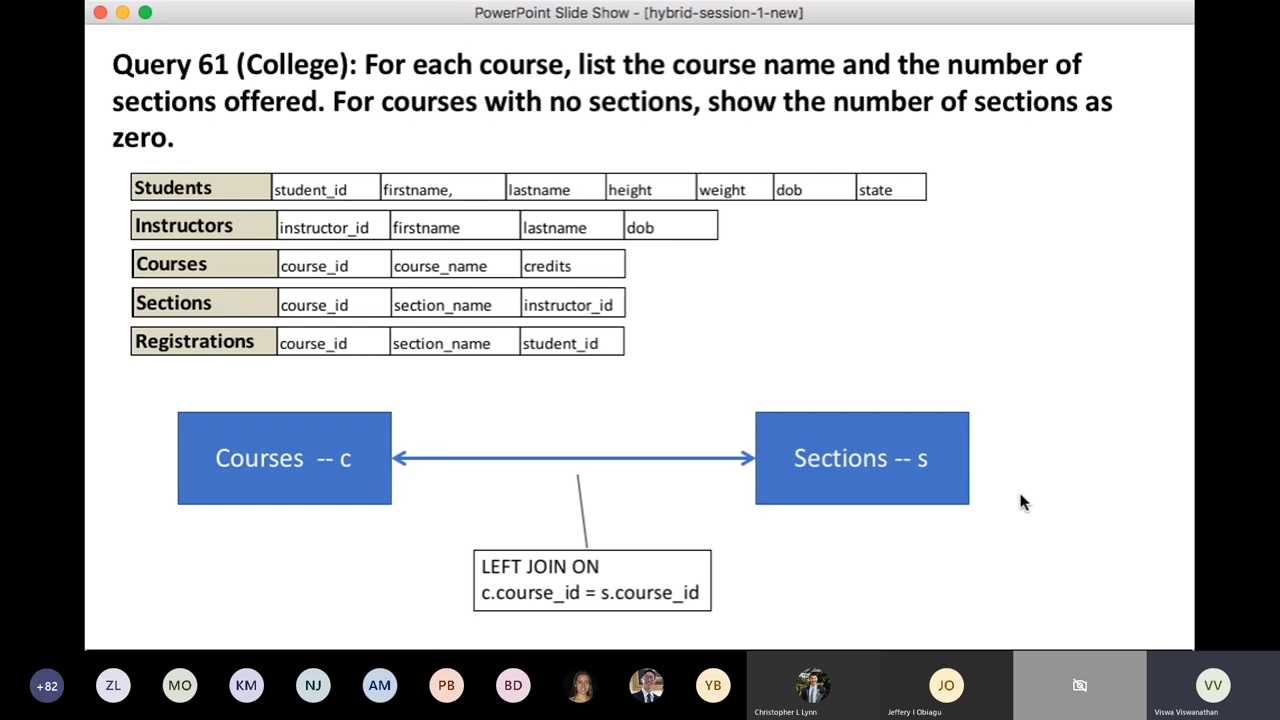 PowerPoint Slide Show - [hybrid-session-1-new]
Query 61 (College): For each course, list the course name and the number of
sections offered. For courses with no sections, show the number of sections as
zero.
Students student_id firstname, lastname height weight dob state
Instructors instructor_id firstname lastname dob
Courses course_id course_name credits
Sections course_id section_name instructor_id
Registrations course_id section_name student_id
Courses -- c
Sections -- s
LEFT JOIN ON
c.course_id = s.course_id
+82 ZL MO KM NJ AM PB BD YB JO VV
Christopher L Lynn Jeffery I Obiagu Viswa Viswanathan